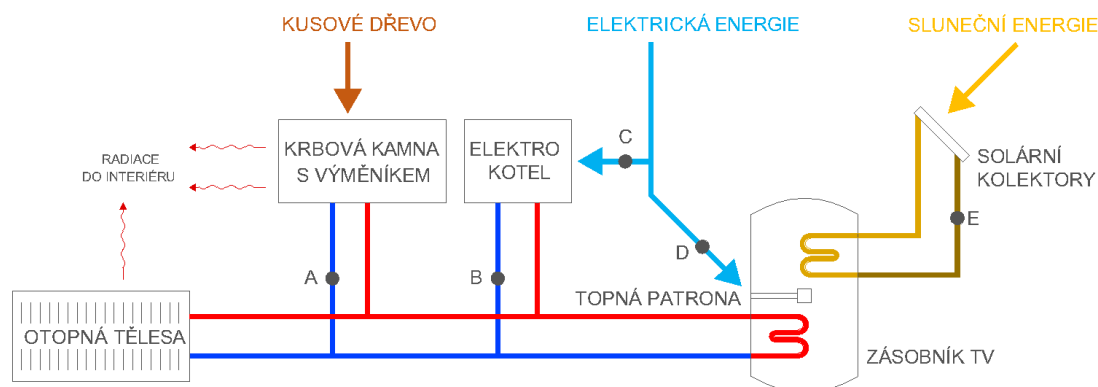 KUSOVÉ DŘEVO
ELEKTRICKÁ ENERGIE
SLUNEČNÍ ENERGIE
RADIACE
DO INTERIÉRU
KRBOVÁ KAMNA
S VÝMĚNÍKEM
ELEKTRO
KOTEL
C
SOLÁRNÍ
KOLEKTORY
E
D
A
B
TOPNÁ PATRONA
OTOPNÁ TĚLESA
ZÁSOBNÍK TV